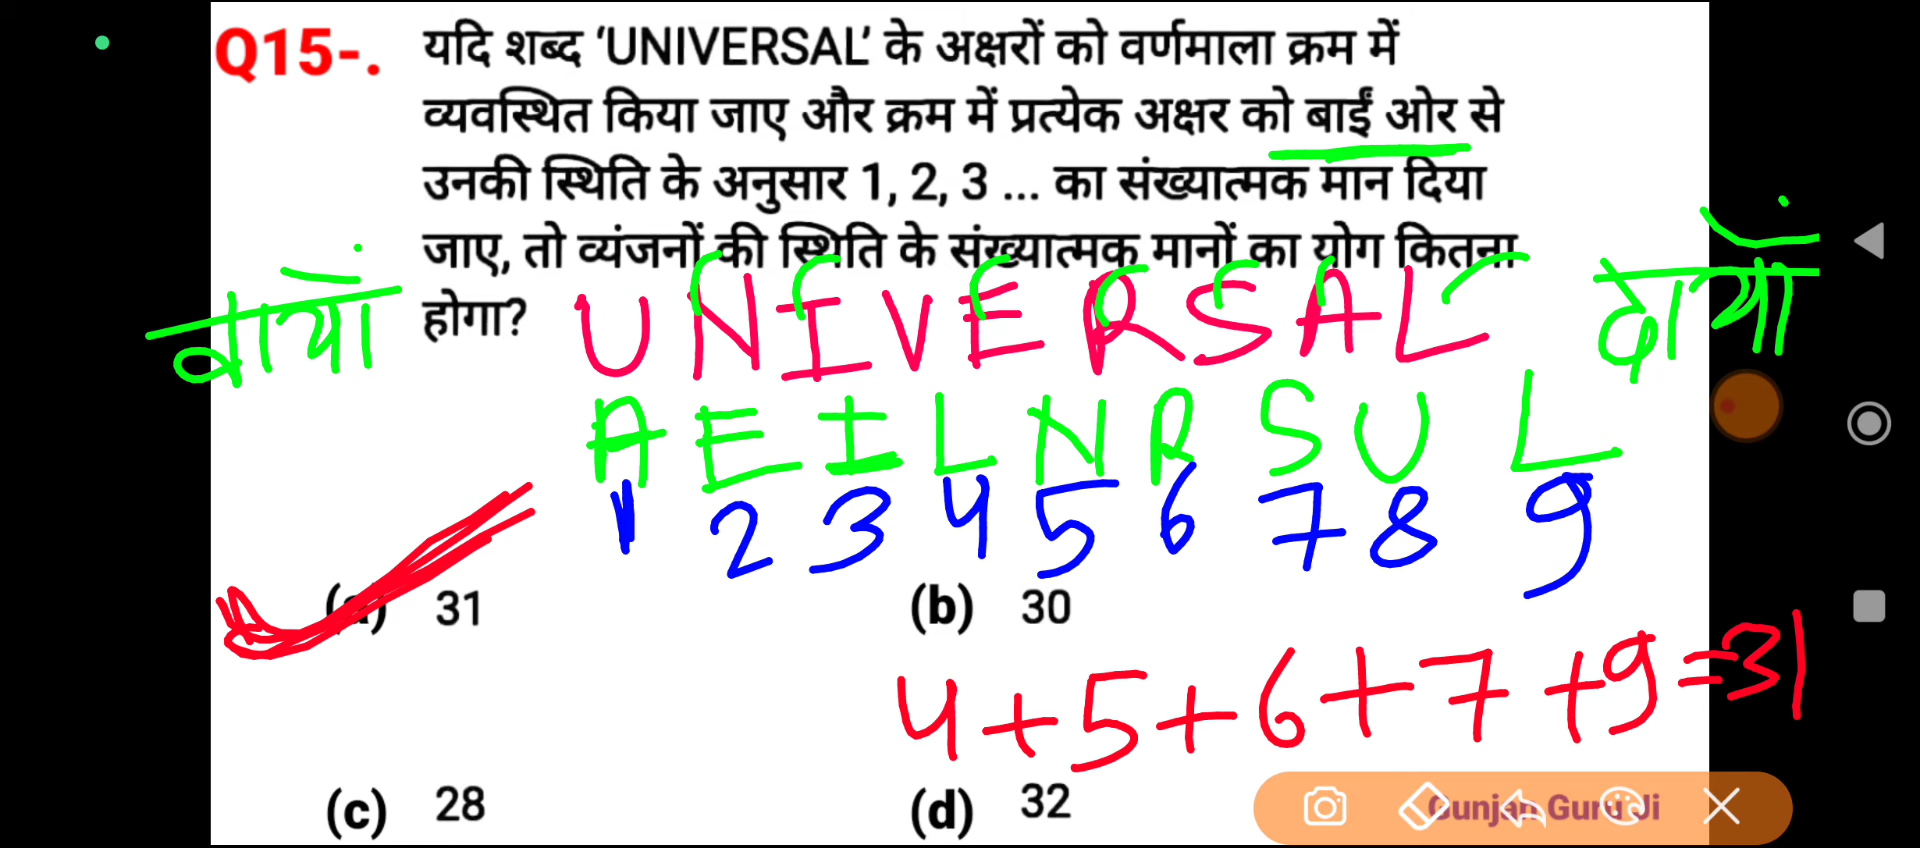 Q15-. यदि शब्द ‘UNIVERSAL’ के अक्षरों को वर्णमाला क्रम में
व्यवस्थित किया जाए और क्रम में प्रत्येक अक्षर को बाईं ओर से
उनकी स्थिति के अनुसार 1, 2, 3 ... का संख्यात्मक मान दिया
जाए, तो व्यंजनों की स्थिति के संख्यात्मक मानों का योग कितना
होगा?
बायां UNIVERSAL दायां
A E I L N R S U L
1 2 3 4 5 6 7 8 9
(a) 31 (b) 30
4+5+6+7+9=31
(c) 28 (d) 32
Gunjan Guru Ji